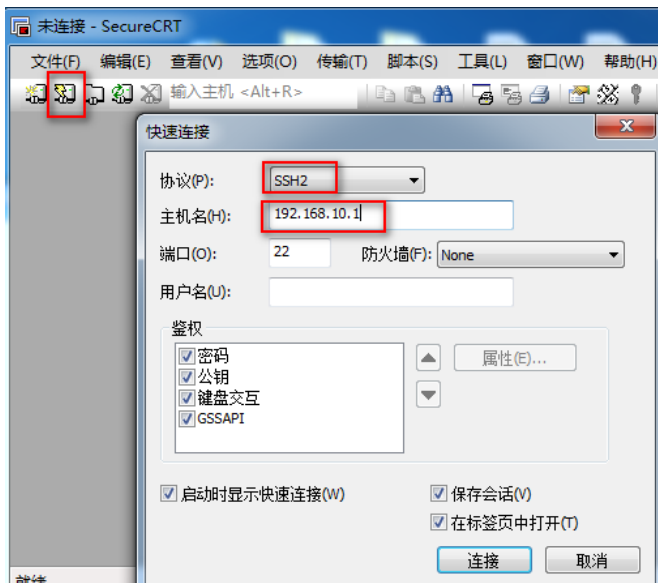 未连接 - SecureCRT
文件(F) 编辑(E) 查看(V) 选项(O) 传输(T) 脚本(S) 工具(L) 窗口(W) 帮助(H)
输入主机 <Alt+R>
快速连接
协议(P): SSH2
主机名(H): 192.168.10.1
端口(O): 22 防火墙(F): None
用户名(U):
鉴权
密码
公钥
键盘交互
GSSAPI
属性(E)...
启动时显示快速连接(W) 保存会话(V)
在标签页中打开(T)
连接 取消
就绪